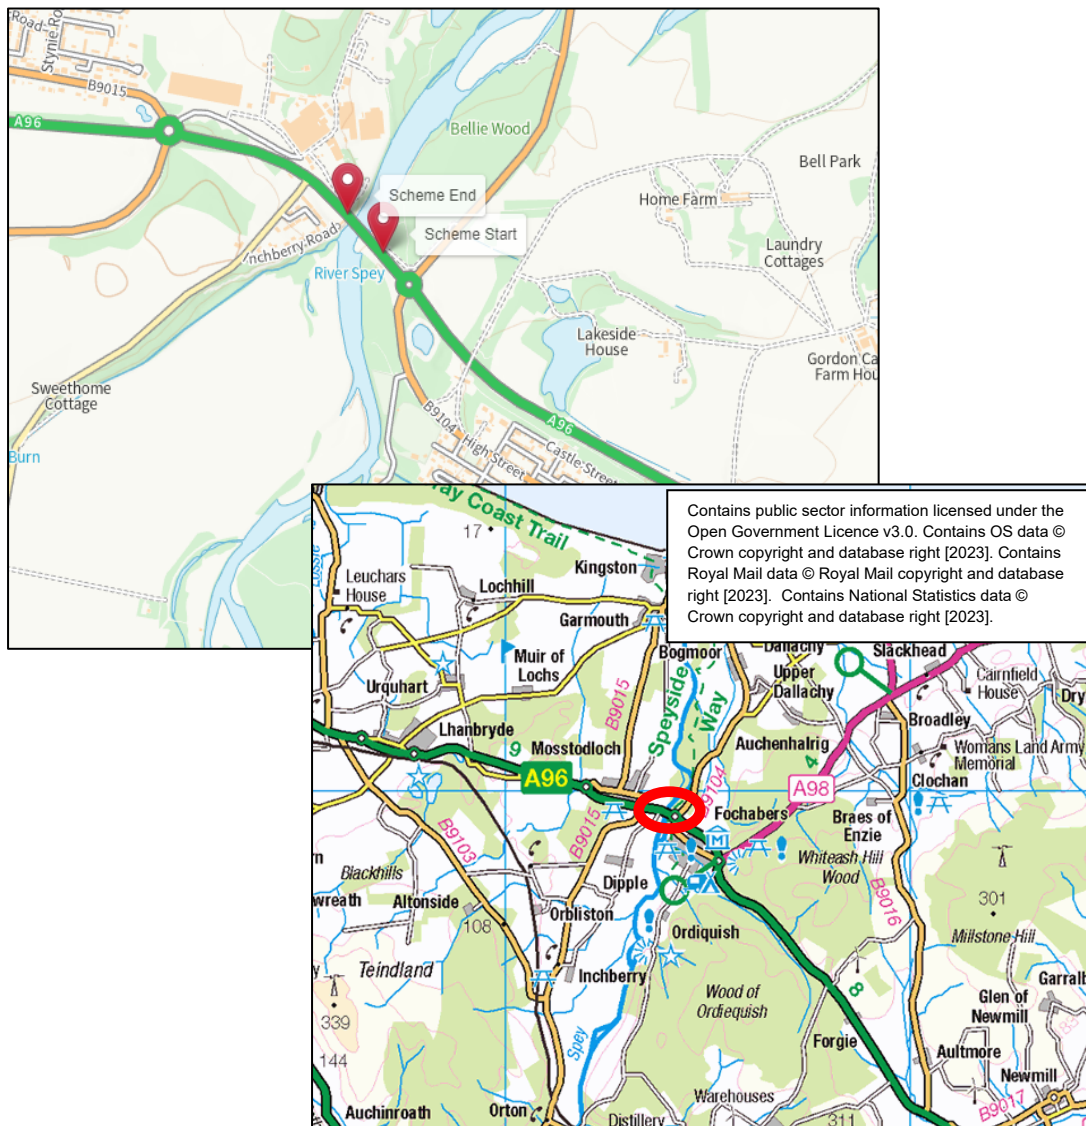 Road
Stynie Ro
B9015
A96
Bellie Wood
Bell Park
Home Farm
Scheme End
Scheme Start
nchberry Road
River Spey
Laundry
Cottages
Lakeside
House
Gordon Ca
Farm Hou
Sweethome
Cottage
Burn
B9104
High Street
Castle Street
A96
Contains public sector information licensed under the
Open Government Licence v3.0. Contains OS data ©
Crown copyright and database right [2023]. Contains
Royal Mail data © Royal Mail copyright and database
right [2023].  Contains National Statistics data ©
Crown copyright and database right [2023].
ay Coast Trail
17
Kingston
Lossie
Leuchars
House
Lochhill
Garmouth
Bogmoor
Dallachy
Slackhead
Muir of
Lochs
Upper
Dallachy
Cairnfield
House
Dry
Urquhart
B9015
Speyside
Way
Broadley
Lhanbryde
9
Mosstodloch
Auchenhalrig
4
Womans Land Army
Memorial
A96
B9104
A98
Clochan
Fochabers
Braes of
Enzie
B9103
B9015
M
Whiteash Hill
Wood
B9016
rn
Blackhills
Dipple
301
wreath
Altonside
Orbliston
108
Ordiquish
Millstone Hill
Teindland
Inchberry
Garralb
Wood of
Ordiequish
8
Glen of
Newmill
339
Spey
Forgie
144
Aultmore
Newmill
Warehouses
B9017
Auchinroath
Orton
Distillery
311